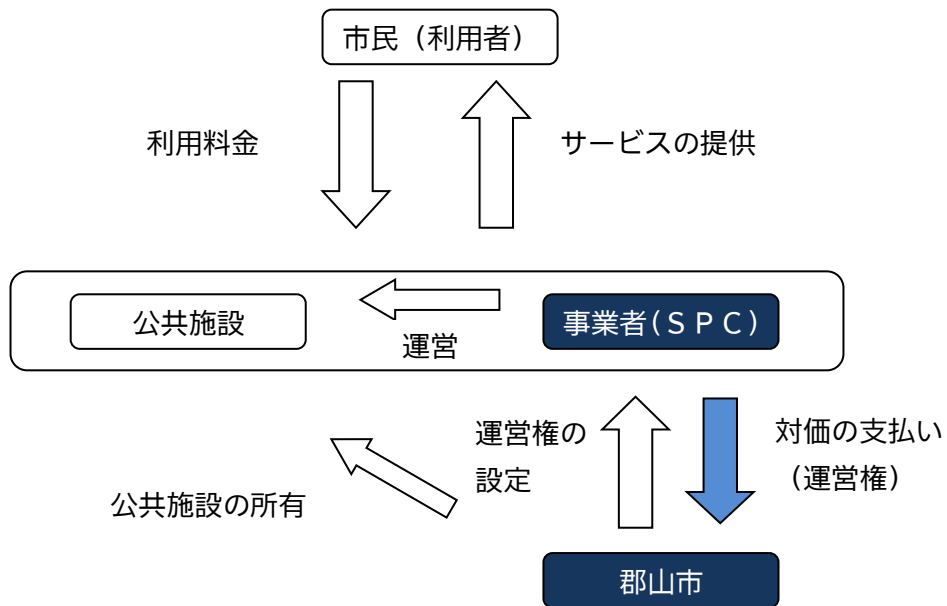 市民（利用者）
利用料金
サービスの提供
公共施設
運営
事業者(ＳＰＣ)
運営権の
設定
対価の支払い
（運営権）
公共施設の所有
郡山市